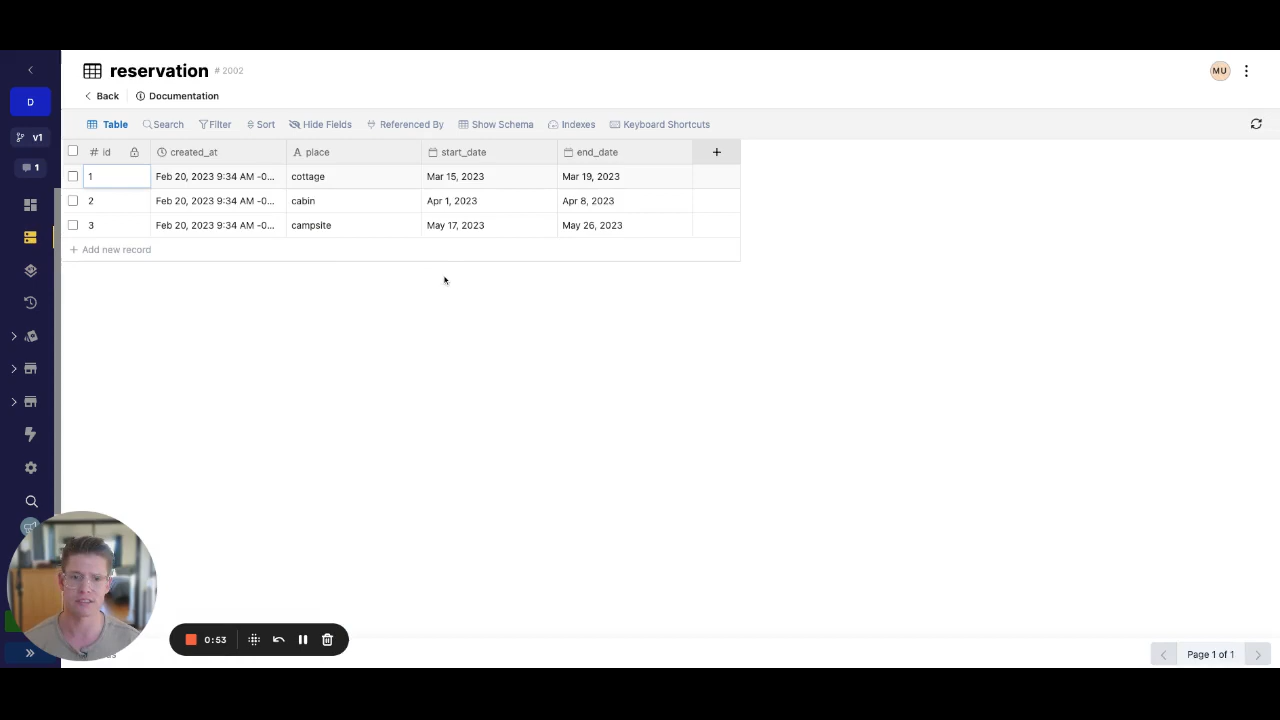 reservation # 2002
MU
Back
Documentation
D
v1
1
Table Search Filter Sort Hide Fields Referenced By Show Schema Indexes Keyboard Shortcuts
# id created_at A place start_date end_date +
1 Feb 20, 2023 9:34 AM -0... cottage Mar 15, 2023 Mar 19, 2023
2 Feb 20, 2023 9:34 AM -0... cabin Apr 1, 2023 Apr 8, 2023
3 Feb 20, 2023 9:34 AM -0... campsite May 17, 2023 May 26, 2023
+ Add new record
0:53
Page 1 of 1